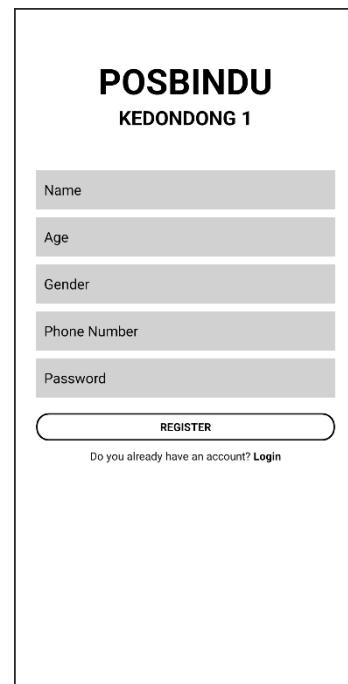 POSBINDU
KEDONDONG 1
Name
Age
Gender
Phone Number
Password
REGISTER
Do you already have an account? Login